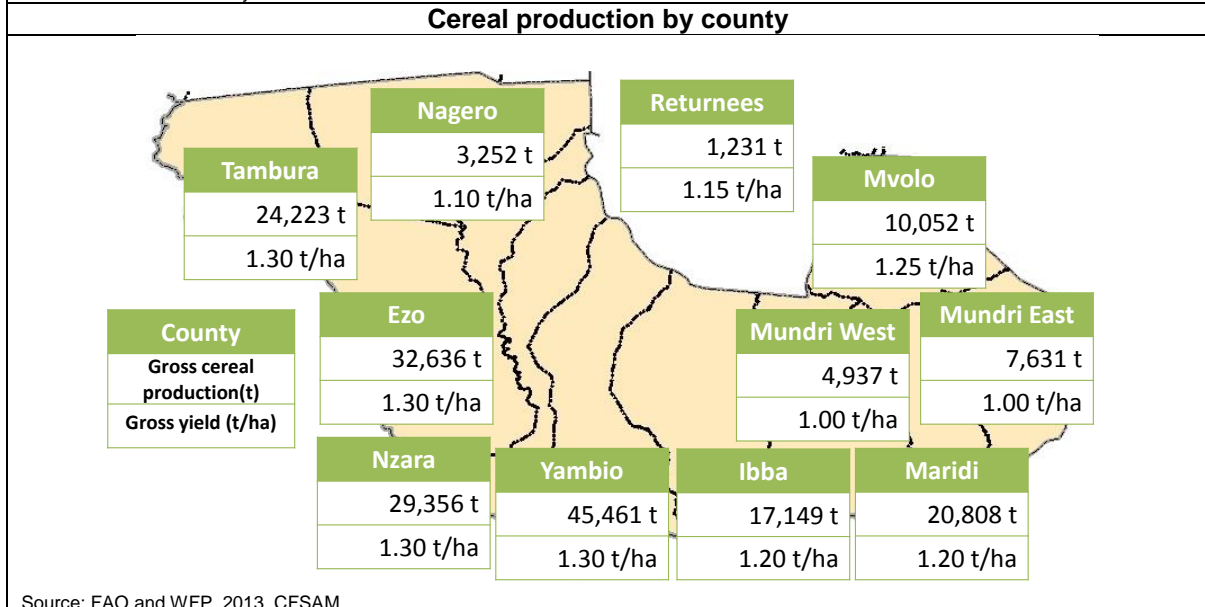 Cereal production by county
Nagero
3,252 t
1.10 t/ha
Returnees
1,231 t
1.15 t/ha
Tambura
24,223 t
1.30 t/ha
Mvolo
10,052 t
1.25 t/ha
County
Gross cereal
production(t)
Gross yield (t/ha)
Ezo
32,636 t
1.30 t/ha
Mundri West
4,937 t
1.00 t/ha
Mundri East
7,631 t
1.00 t/ha
Nzara
29,356 t
1.30 t/ha
Yambio
45,461 t
1.30 t/ha
Ibba
17,149 t
1.20 t/ha
Maridi
20,808 t
1.20 t/ha
Source: FAO and WFP, 2013, CFSAM